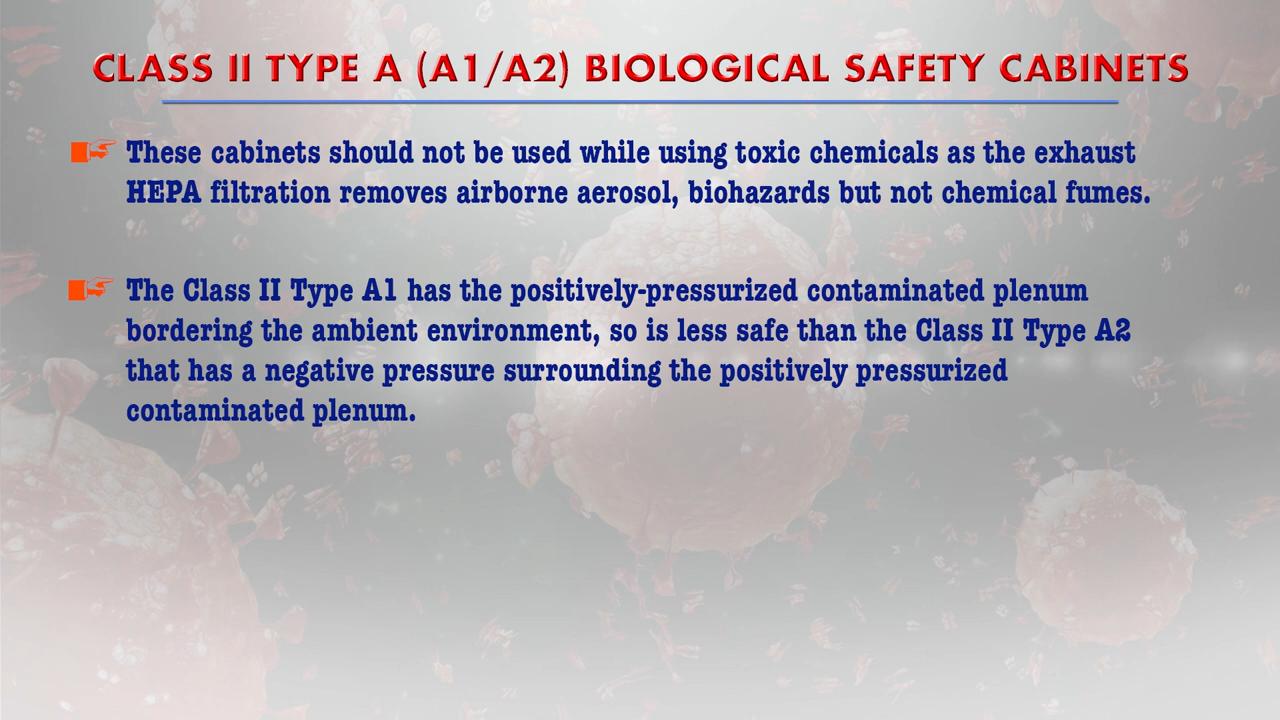 CLASS II TYPE A (A1/A2) BIOLOGICAL SAFETY CABINETS
These cabinets should not be used while using toxic chemicals as the exhaust
HEPA filtration removes airborne aerosol, biohazards but not chemical fumes.
The Class II Type A1 has the positively-pressurized contaminated plenum
bordering the ambient environment, so is less safe than the Class II Type A2
that has a negative pressure surrounding the positively pressurized
contaminated plenum.